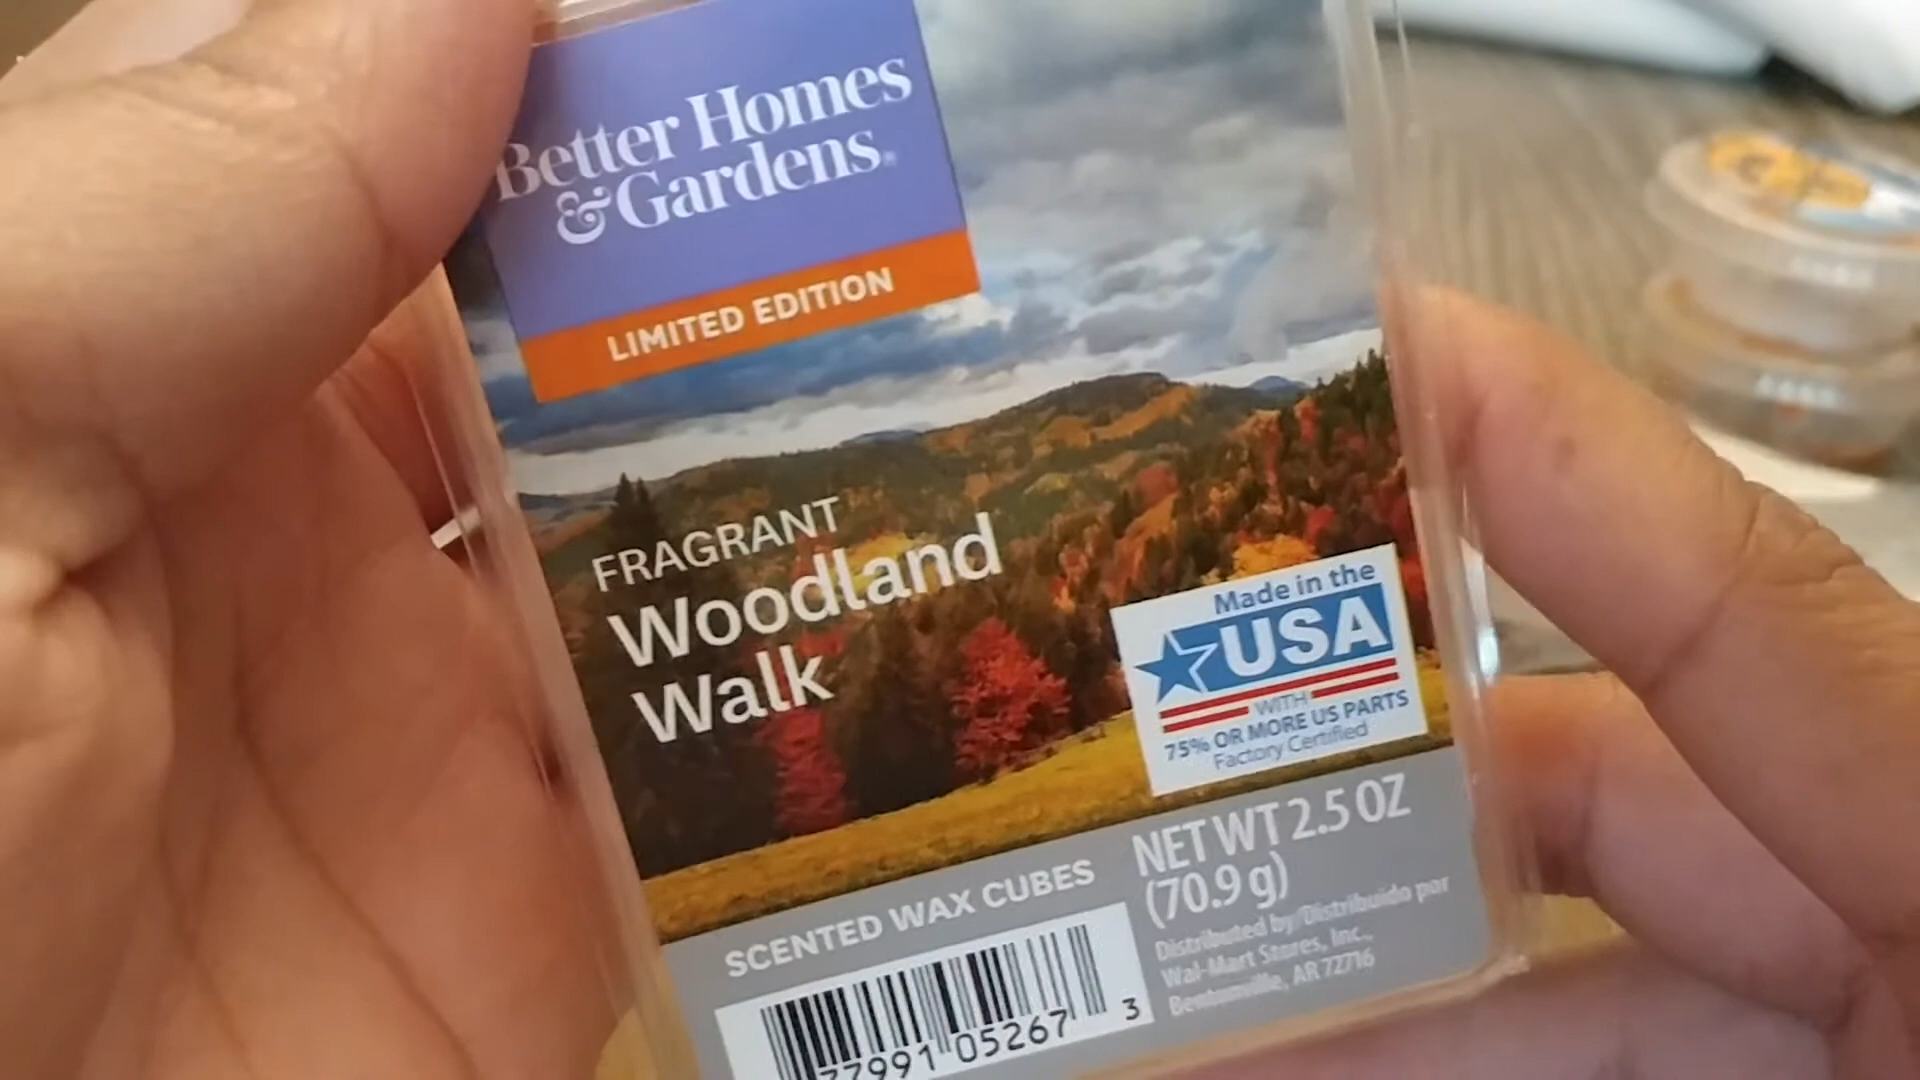 Better Homes
& Gardens
LIMITED EDITION
FRAGRANT
Woodland
Walk
Made in the
USA
WITH
75% OR MORE US PARTS
Factory Certified
SCENTED WAX CUBES
NET WT 2.5 OZ
(70.9 g)
Distributed by/Distribuido por
Wal-Mart Stores, Inc.,
Bentonville, AR 72716
77991 05267 3